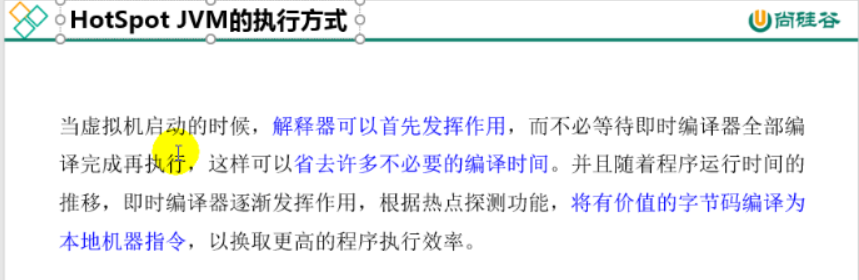 HotSpot JVM的执行方式
尚硅谷
当虚拟机启动的时候，解释器可以首先发挥作用，而不必等待即时编译器全部编
译完成再执行，这样可以省去许多不必要的编译时间。并且随着程序运行时间的
推移，即时编译器逐渐发挥作用，根据热点探测功能，将有价值的字节码编译为
本地机器指令，以换取更高的程序执行效率。